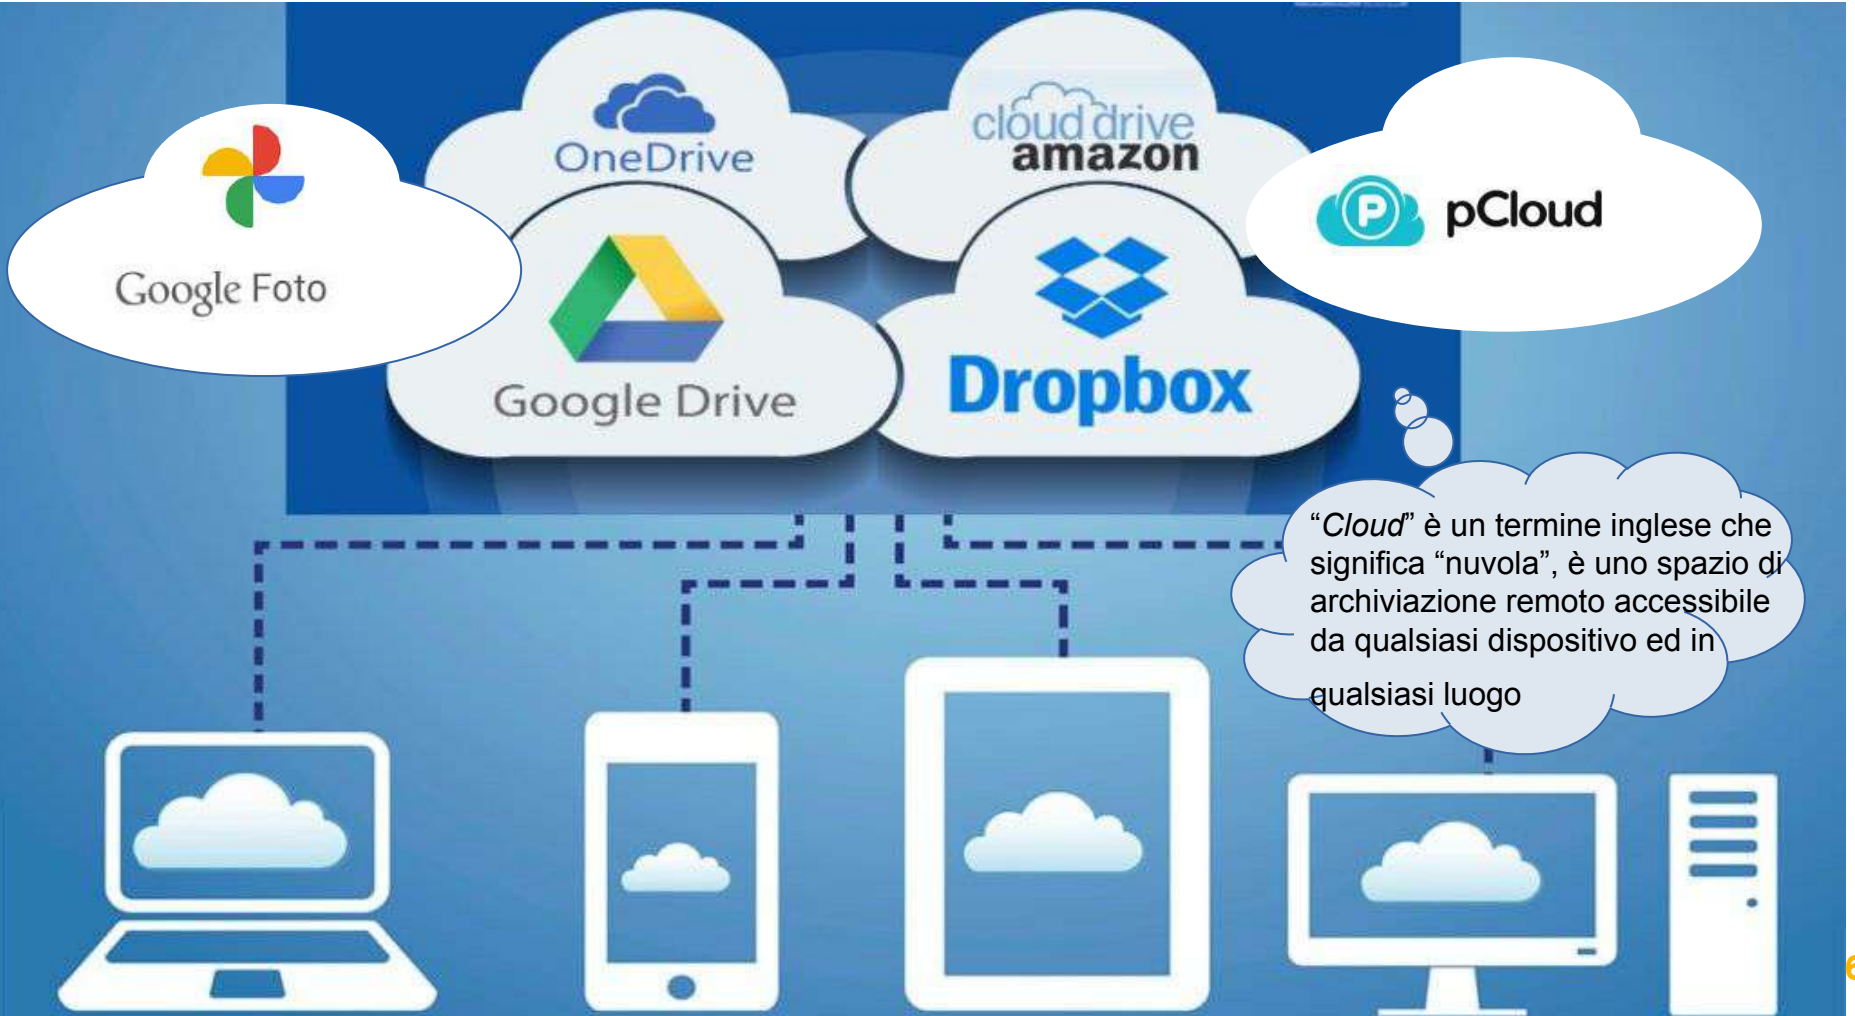 OneDrive
cloud drive
amazon
Google Foto
P
pCloud
Google Drive
Dropbox
“Cloud” è un termine inglese che
significa “nuvola”, è uno spazio di
archiviazione remoto accessibile
da qualsiasi dispositivo ed in
qualsiasi luogo
6